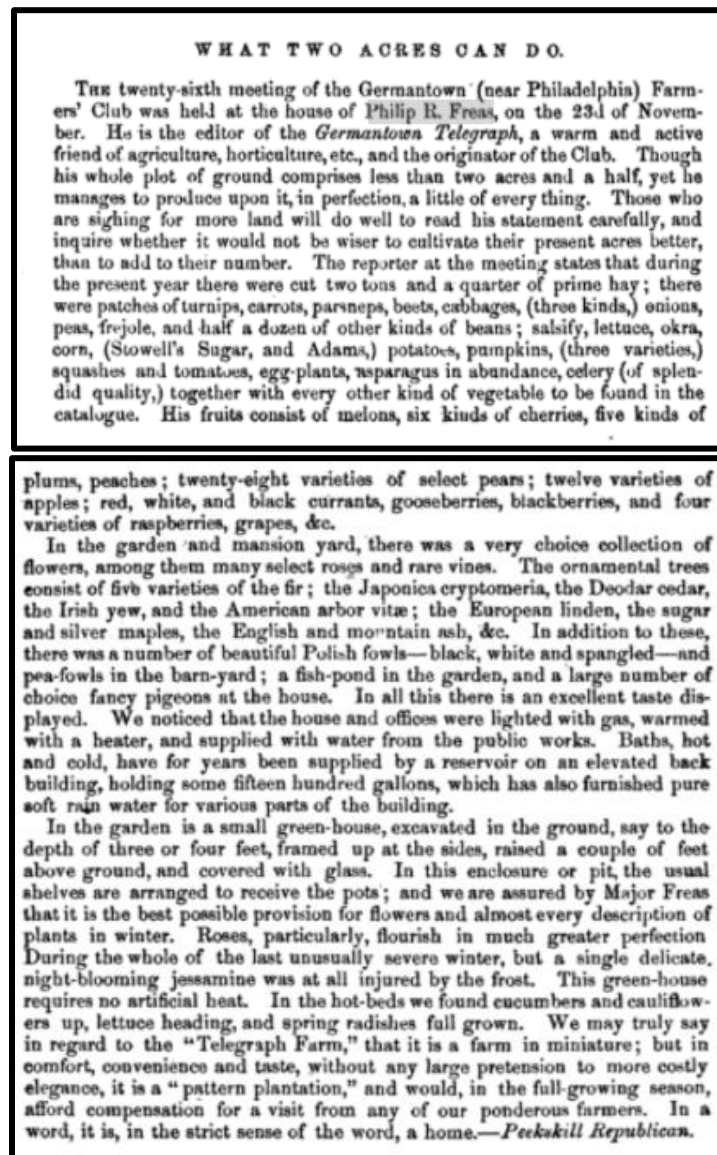 WHAT TWO ACRES CAN DO.
THE twenty-sixth meeting of the Germantown (near Philadelphia) Farm-
ers' Club was held at the house of Philip R. Freas, on the 23d of Novem-
ber. He is the editor of the Germantown Telegraph, a warm and active
friend of agriculture, horticulture, etc., and the originator of the Club. Though
his whole plot of ground comprises less than two acres and a half, yet he
manages to produce upon it, in perfection, a little of every thing. Those who
are sighing for more land will do well to read his statement carefully, and
inquire whether it would not be wiser to cultivate their present acres better,
than to add to their number. The reporter at the meeting states that during
the present year there were cut two tons and a quarter of prime hay; there
were patches of turnips, carrots, parsneps, beets, cabbages, (three kinds,) onions,
peas, frejole, and half a dozen of other kinds of beans; salsify, lettuce, okra,
corn, (Stowell's Sugar, and Adams,) potatoes, pumpkins, (three varieties,)
squashes and tomatoes, egg-plants, asparagus in abundance, celery (of splen-
did quality,) together with every other kind of vegetable to be found in the
catalogue. His fruits consist of melons, six kinds of cherries, five kinds of
plums, peaches; twenty-eight varieties of select pears; twelve varieties of
apples; red, white, and black currants, gooseberries, blackberries, and four
varieties of raspberries, grapes, &c.
In the garden and mansion yard, there was a very choice collection of
flowers, among them many select roses and rare vines. The ornamental trees
consist of five varieties of the fir; the Japonica cryptomeria, the Deodar cedar,
the Irish yew, and the American arbor vitæ; the European linden, the sugar
and silver maples, the English and mountain ash, &c. In addition to these,
there was a number of beautiful Polish fowls—black, white and spangled—and
pea-fowls in the barn-yard; a fish-pond in the garden, and a large number of
choice fancy pigeons at the house. In all this there is an excellent taste dis-
played. We noticed that the house and offices were lighted with gas, warmed
with a heater, and supplied with water from the public works. Baths, hot
and cold, have for years been supplied by a reservoir on an elevated back
building, holding some fifteen hundred gallons, which has also furnished pure
soft rain water for various parts of the building.
In the garden is a small green-house, excavated in the ground, say to the
depth of three or four feet, framed up at the sides, raised a couple of feet
above ground, and covered with glass. In this enclosure or pit, the usual
shelves are arranged to receive the pots; and we are assured by Major Freas
that it is the best possible provision for flowers and almost every description of
plants in winter. Roses, particularly, flourish in much greater perfection
During the whole of the last unusually severe winter, but a single delicate,
night-blooming jessamine was at all injured by the frost. This green-house
requires no artificial heat. In the hot-beds we found cucumbers and cauliflow-
ers up, lettuce heading, and spring radishes full grown. We may truly say
in regard to the "Telegraph Farm," that it is a farm in miniature; but in
comfort, convenience and taste, without any large pretension to more costly
elegance, it is a "pattern plantation," and would, in the full-growing season,
afford compensation for a visit from any of our ponderous farmers. In a
word, it is, in the strict sense of the word, a home.—Peekskill Republican.